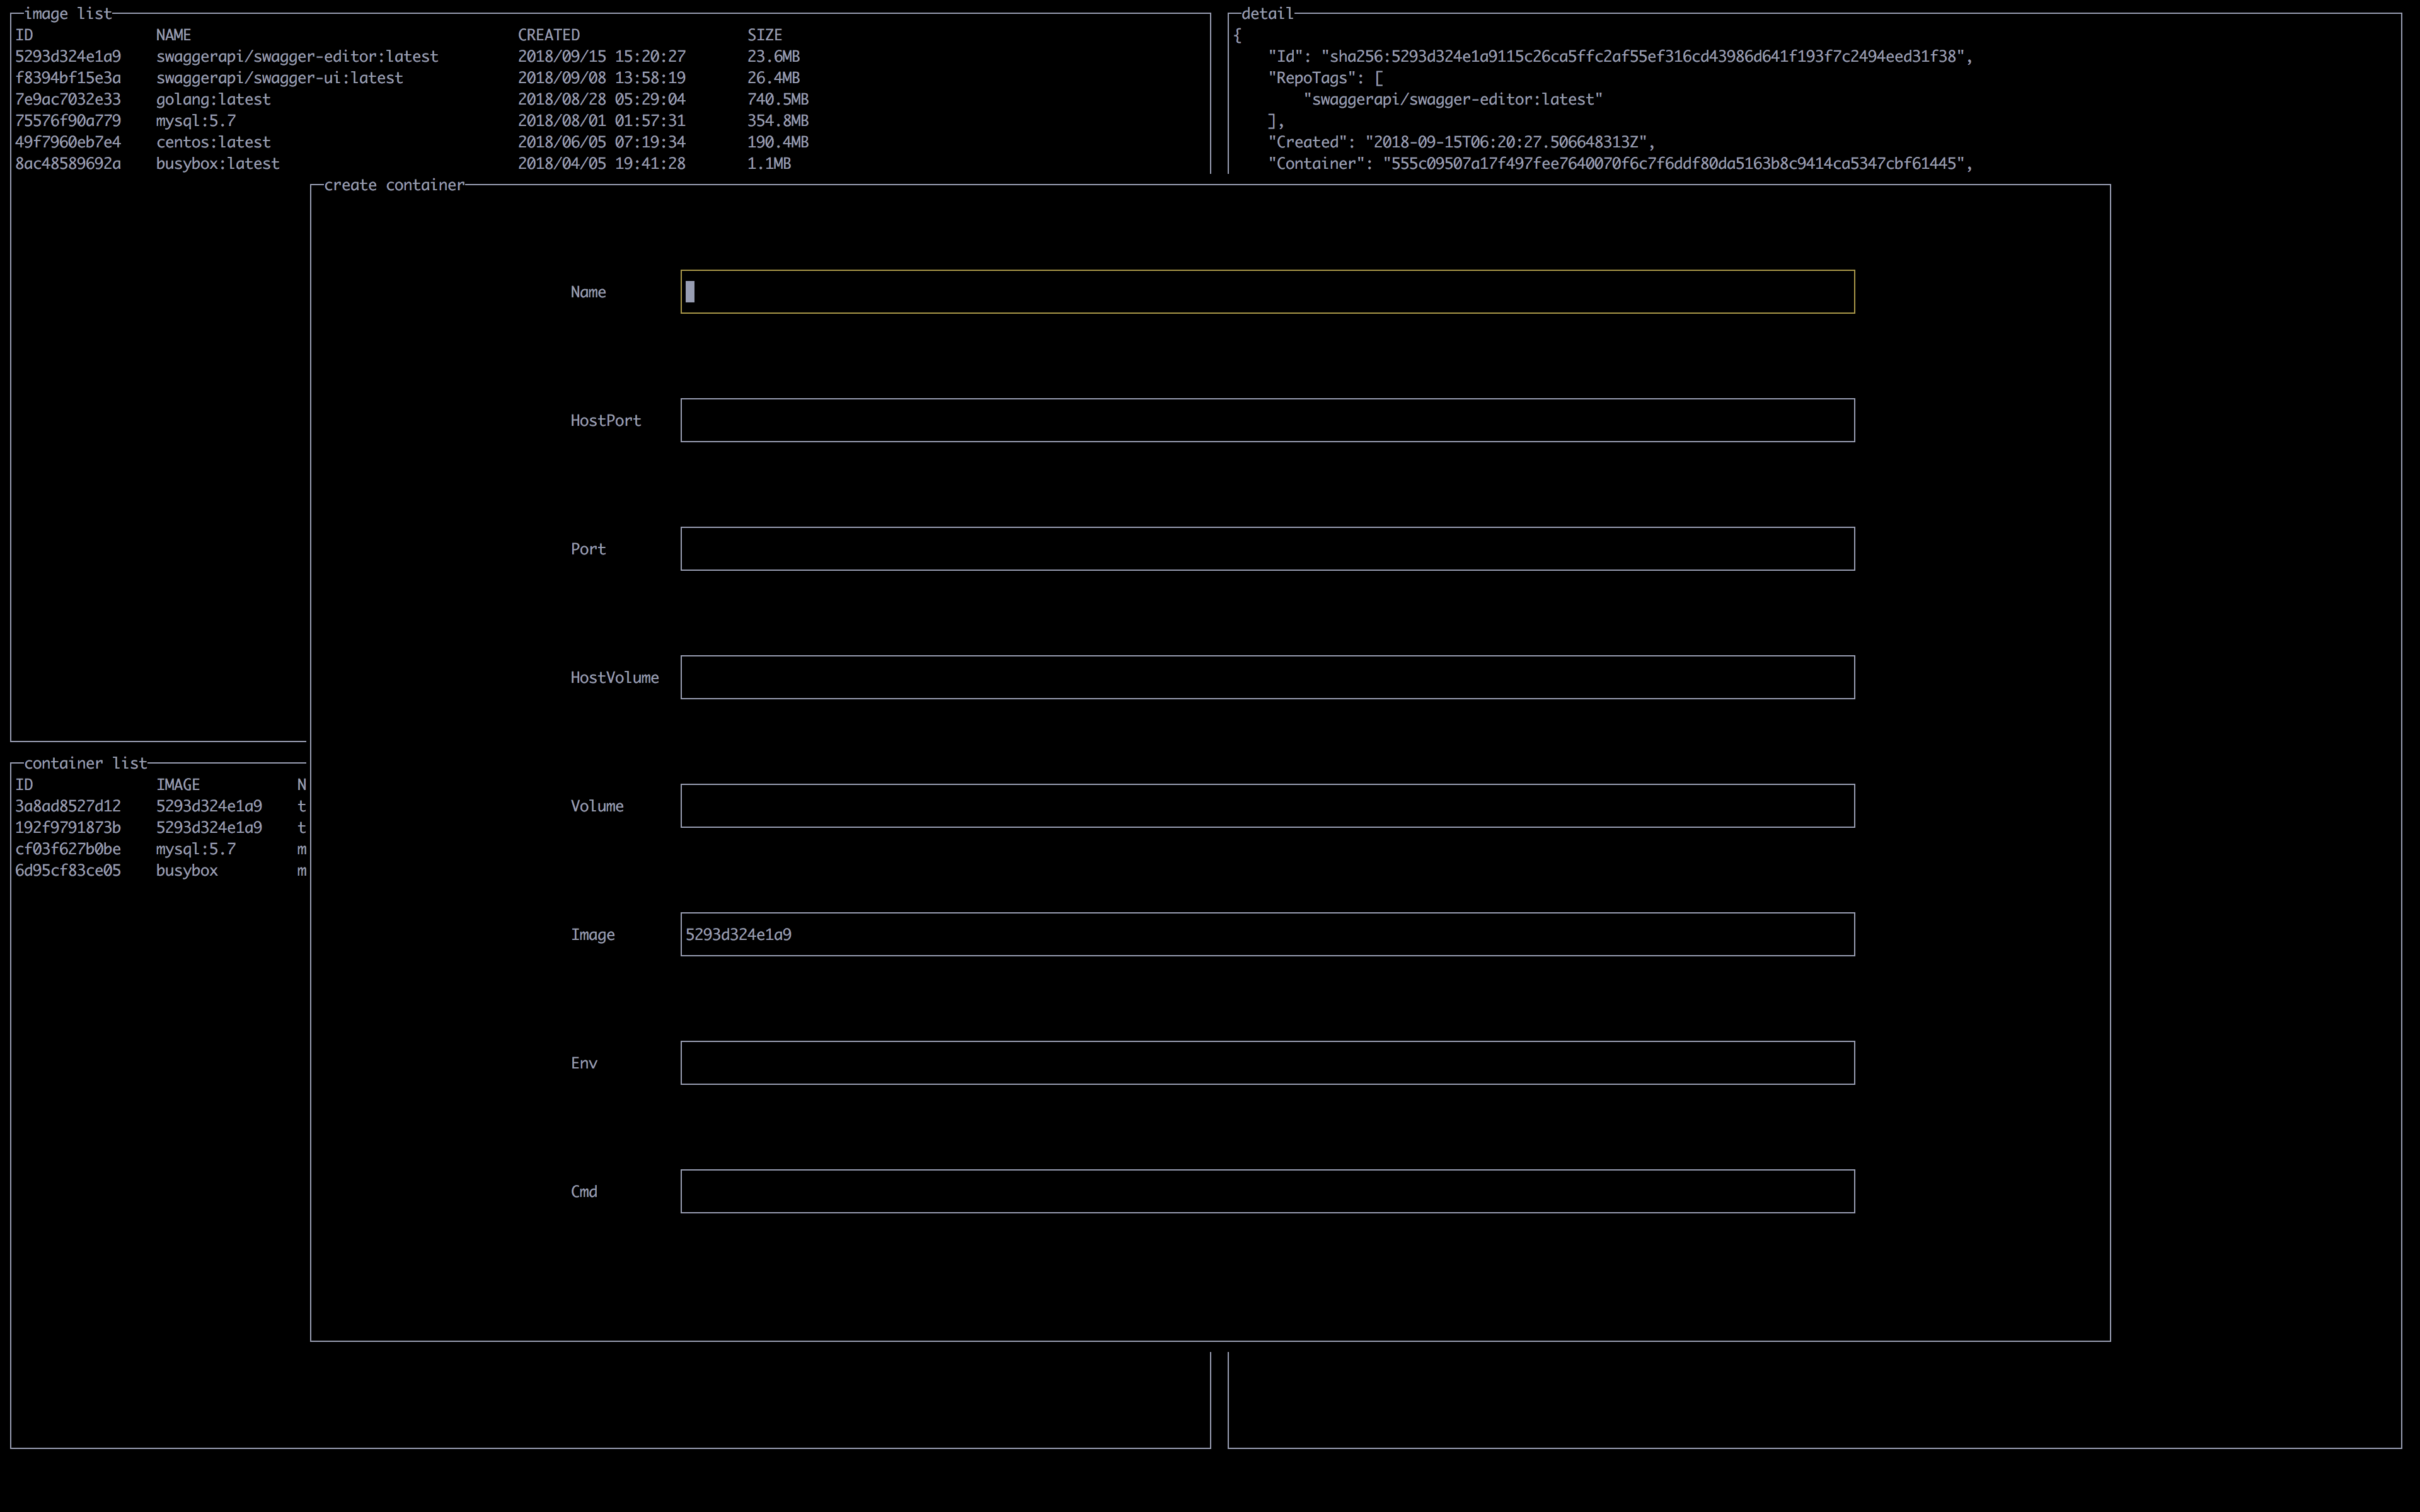 image list
ID NAME CREATED SIZE
5293d324e1a9 swaggerapi/swagger-editor:latest 2018/09/15 15:20:27 23.6MB
f8394bf15e3a swaggerapi/swagger-ui:latest 2018/09/08 13:58:19 26.4MB
7e9ac7032e33 golang:latest 2018/08/28 05:29:04 740.5MB
75576f90a779 mysql:5.7 2018/08/01 01:57:31 354.8MB
49f7960eb7e4 centos:latest 2018/06/05 07:19:34 190.4MB
8ac48589692a busybox:latest 2018/04/05 19:41:28 1.1MB
detail
{
"Id": "sha256:5293d324e1a9115c26ca5ffc2af55ef316cd43986d641f193f7c2494eed31f38",
"RepoTags": [
"swaggerapi/swagger-editor:latest"
],
"Created": "2018-09-15T06:20:27.506648313Z",
"Container": "555c09507a17f497fee7640070f6c7f6ddf80da5163b8c9414ca5347cbf61445",
create container
Name
HostPort
Port
HostVolume
Volume
Image 5293d324e1a9
Env
Cmd
container list
ID IMAGE N
3a8ad8527d12 5293d324e1a9 t
192f9791873b 5293d324e1a9 t
cf03f627b0be mysql:5.7 m
6d95cf83ce05 busybox m